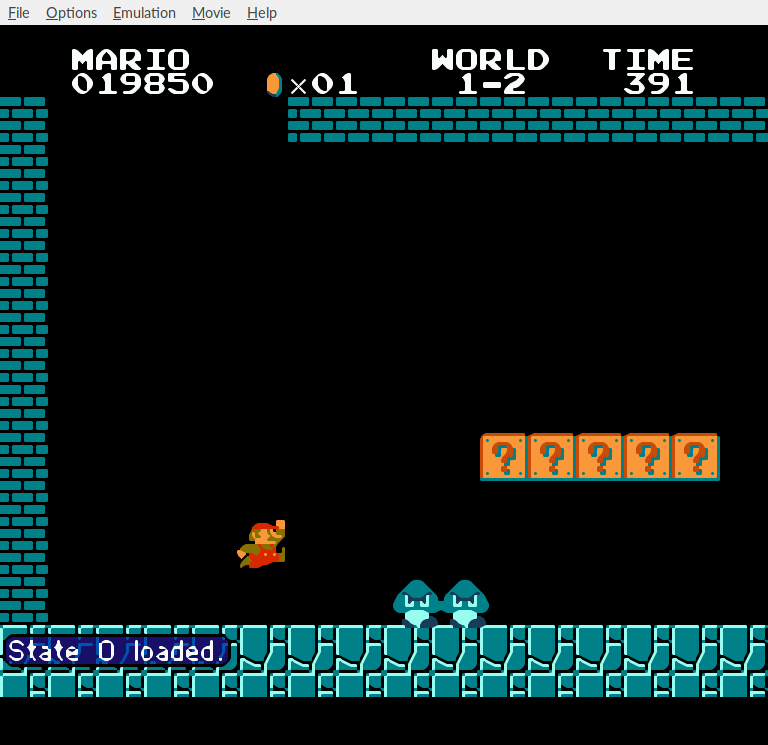 File Options Emulation Movie Help
MARIO WORLD TIME
019850 ×01 1-2 391
? ? ? ? ?
State 0 loaded.